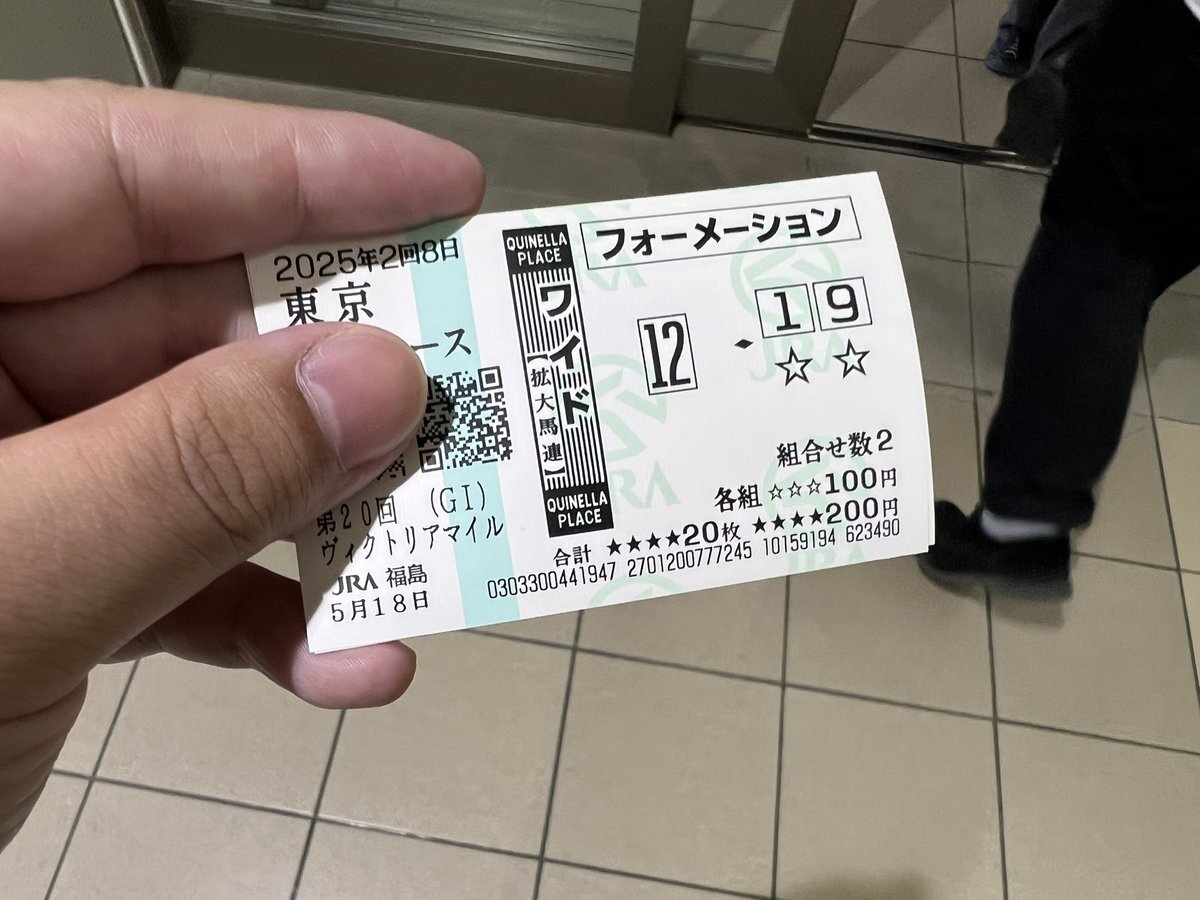 2025年2回8日
東京
ース
第20回 (GI)
ヴィクトリアマイル
JRA 福島
5月18日
QUINELLA
PLACE
ワイド
【拡大馬連】
QUINELLA
PLACE
フォーメーション
12 - 1 9
☆ ☆
組合せ数2
各組 ☆☆☆100円
合計 ★★★★20枚 ★★★★200円
0303300441947 2701200777245 10159194 623490
JRA
JRA